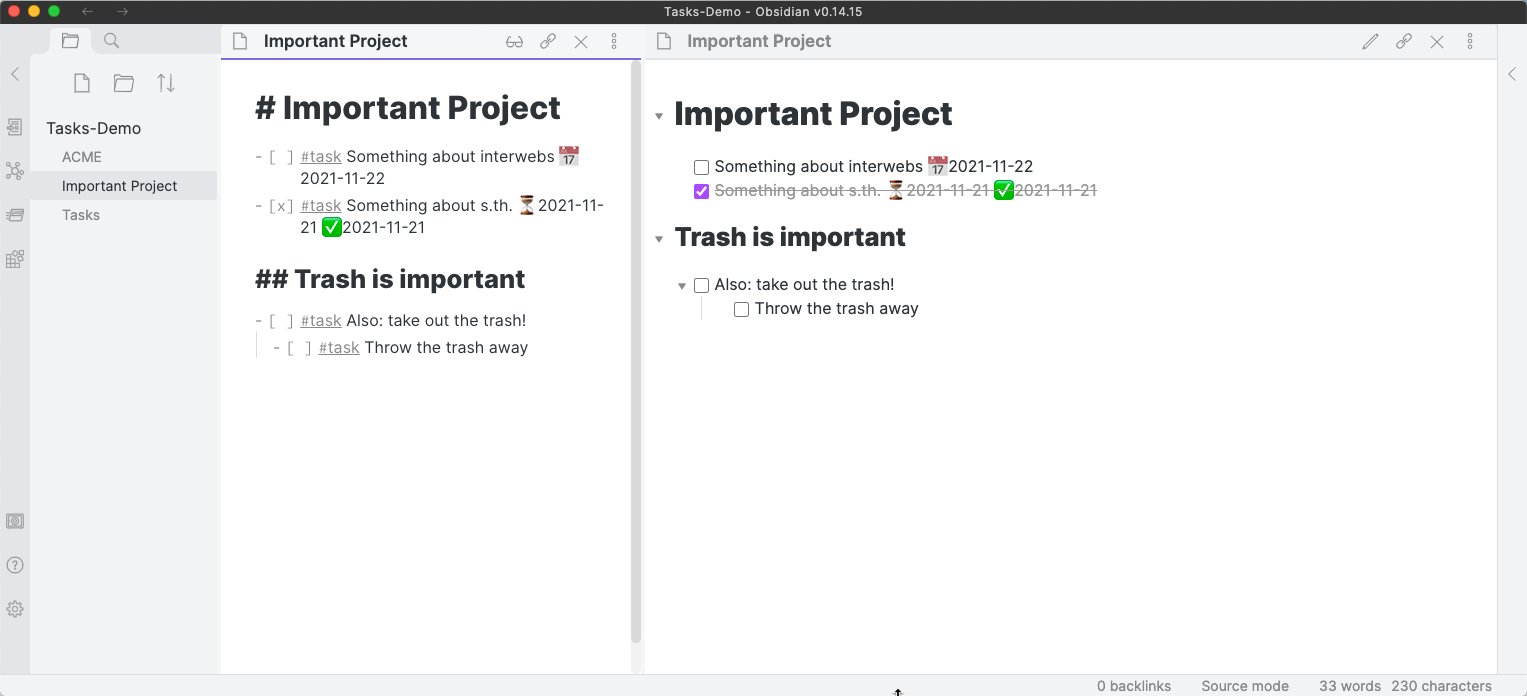 Tasks-Demo - Obsidian v0.14.15
Important Project
Important Project
Tasks-Demo
ACME
Important Project
Tasks
# Important Project
- [ ] #task Something about interwebs 📅
2021-11-22
- [x] #task Something about s.th. ⏳2021-11-
21 ✅2021-11-21
## Trash is important
- [ ] #task Also: take out the trash!
- [ ] #task Throw the trash away
Important Project
Something about interwebs 📅2021-11-22
Something about s.th. ⏳2021-11-21 ✅2021-11-21
Trash is important
Also: take out the trash!
Throw the trash away
0 backlinks Source mode 33 words 230 characters